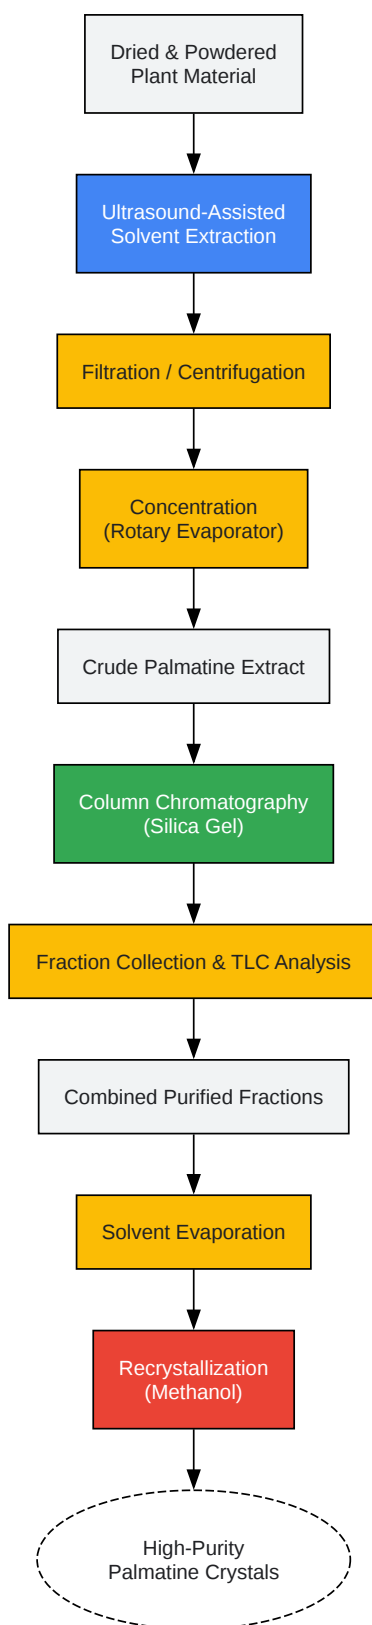 Dried & Powdered
Plant Material
Ultrasound-Assisted
Solvent Extraction
Filtration / Centrifugation
Concentration
(Rotary Evaporator)
Crude Palmatine Extract
Column Chromatography
(Silica Gel)
Fraction Collection & TLC Analysis
Combined Purified Fractions
Solvent Evaporation
Recrystallization
(Methanol)
High-Purity
Palmatine Crystals